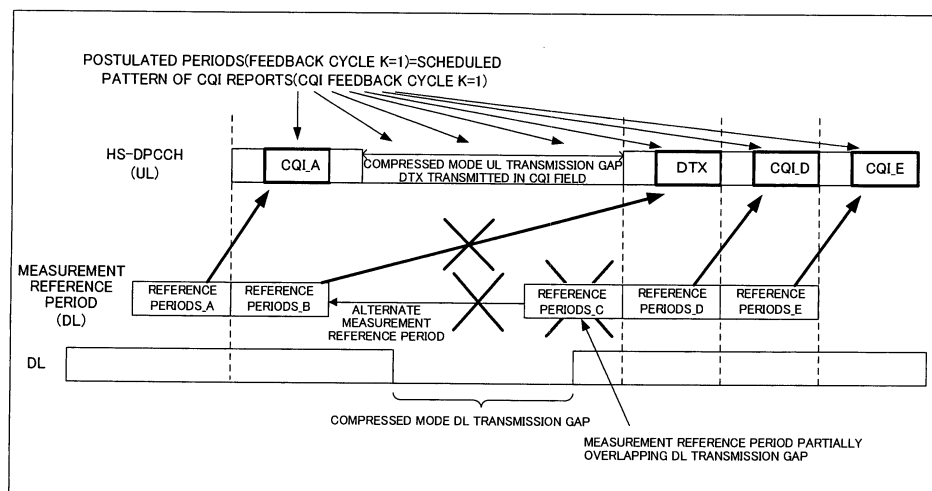 POSTULATED PERIODS(FEEDBACK CYCLE K=1)=SCHEDULED
PATTERN OF CQI REPORTS(CQI FEEDBACK CYCLE K=1)
HS-DPCCH
(UL)
CQI_A
COMPRESSED MODE UL TRANSMISSION GAP
DTX TRANSMITTED IN CQI FIELD
DTX
CQI_D
CQI_E
MEASUREMENT
REFERENCE
PERIOD
(DL)
REFERENCE
PERIODS_A
REFERENCE
PERIODS_B
ALTERNATE
MEASUREMENT
REFERENCE PERIOD
REFERENCE
PERIODS_C
REFERENCE
PERIODS_D
REFERENCE
PERIODS_E
DL
COMPRESSED MODE DL TRANSMISSION GAP
MEASUREMENT REFERENCE PERIOD PARTIALLY
OVERLAPPING DL TRANSMISSION GAP